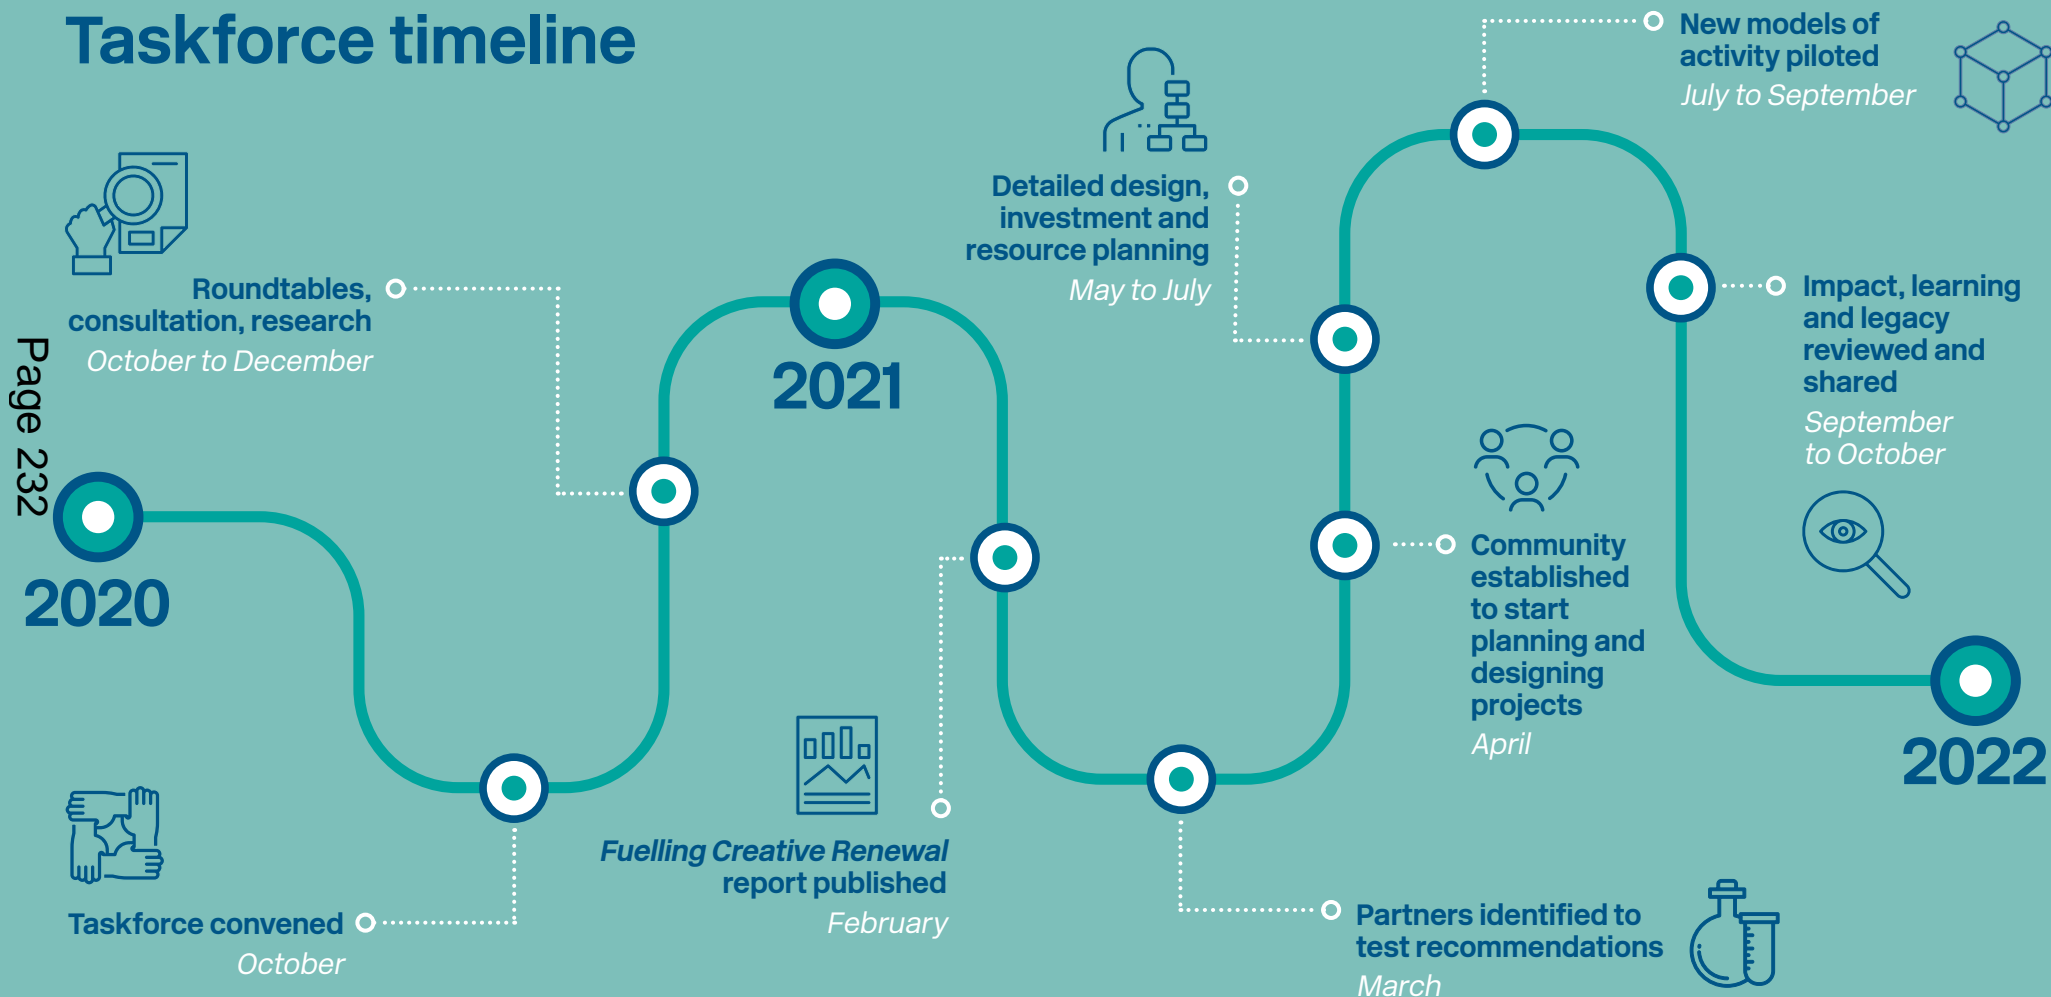 Taskforce timeline
Page 232
2020
Taskforce convened
October
Roundtables,
consultation, research
October to December
2021
Fuelling Creative Renewal
report published
February
Partners identified to
test recommendations
March
Community
established
to start
planning and
designing
projects
April
Detailed design,
investment and
resource planning
May to July
New models of
activity piloted
July to September
Impact, learning
and legacy
reviewed and
shared
September
to October
2022